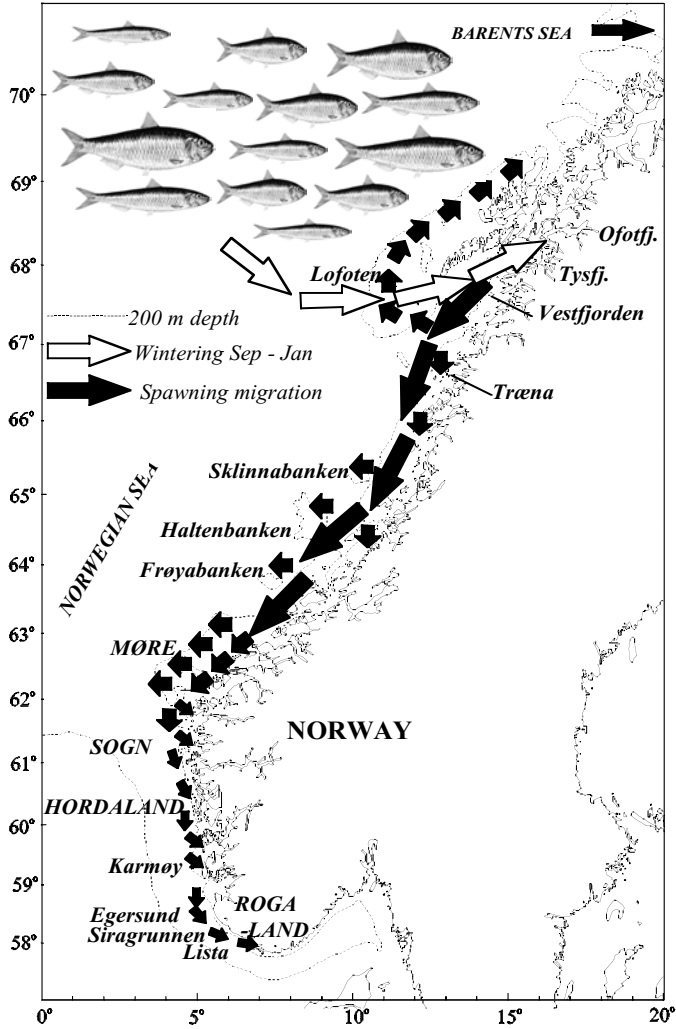 BARENTS SEA
70°
69°
Ofotfj.
68°
Lofoten
Tysfj.
Vestfjorden
200 m depth
67°
Wintering Sep - Jan
Spawning migration
Træna
66°
Sklinnabanken
65°
NORWEGIAN SEA
Haltenbanken
64°
Frøyabanken
63°
MØRE
62°
NORWAY
SOGN
61°
HORDALAND
60°
Karmøy
59°
ROGA
Egersund
-LAND
Siragrunnen
58°
Lista
0°
5°
10°
15°
20°